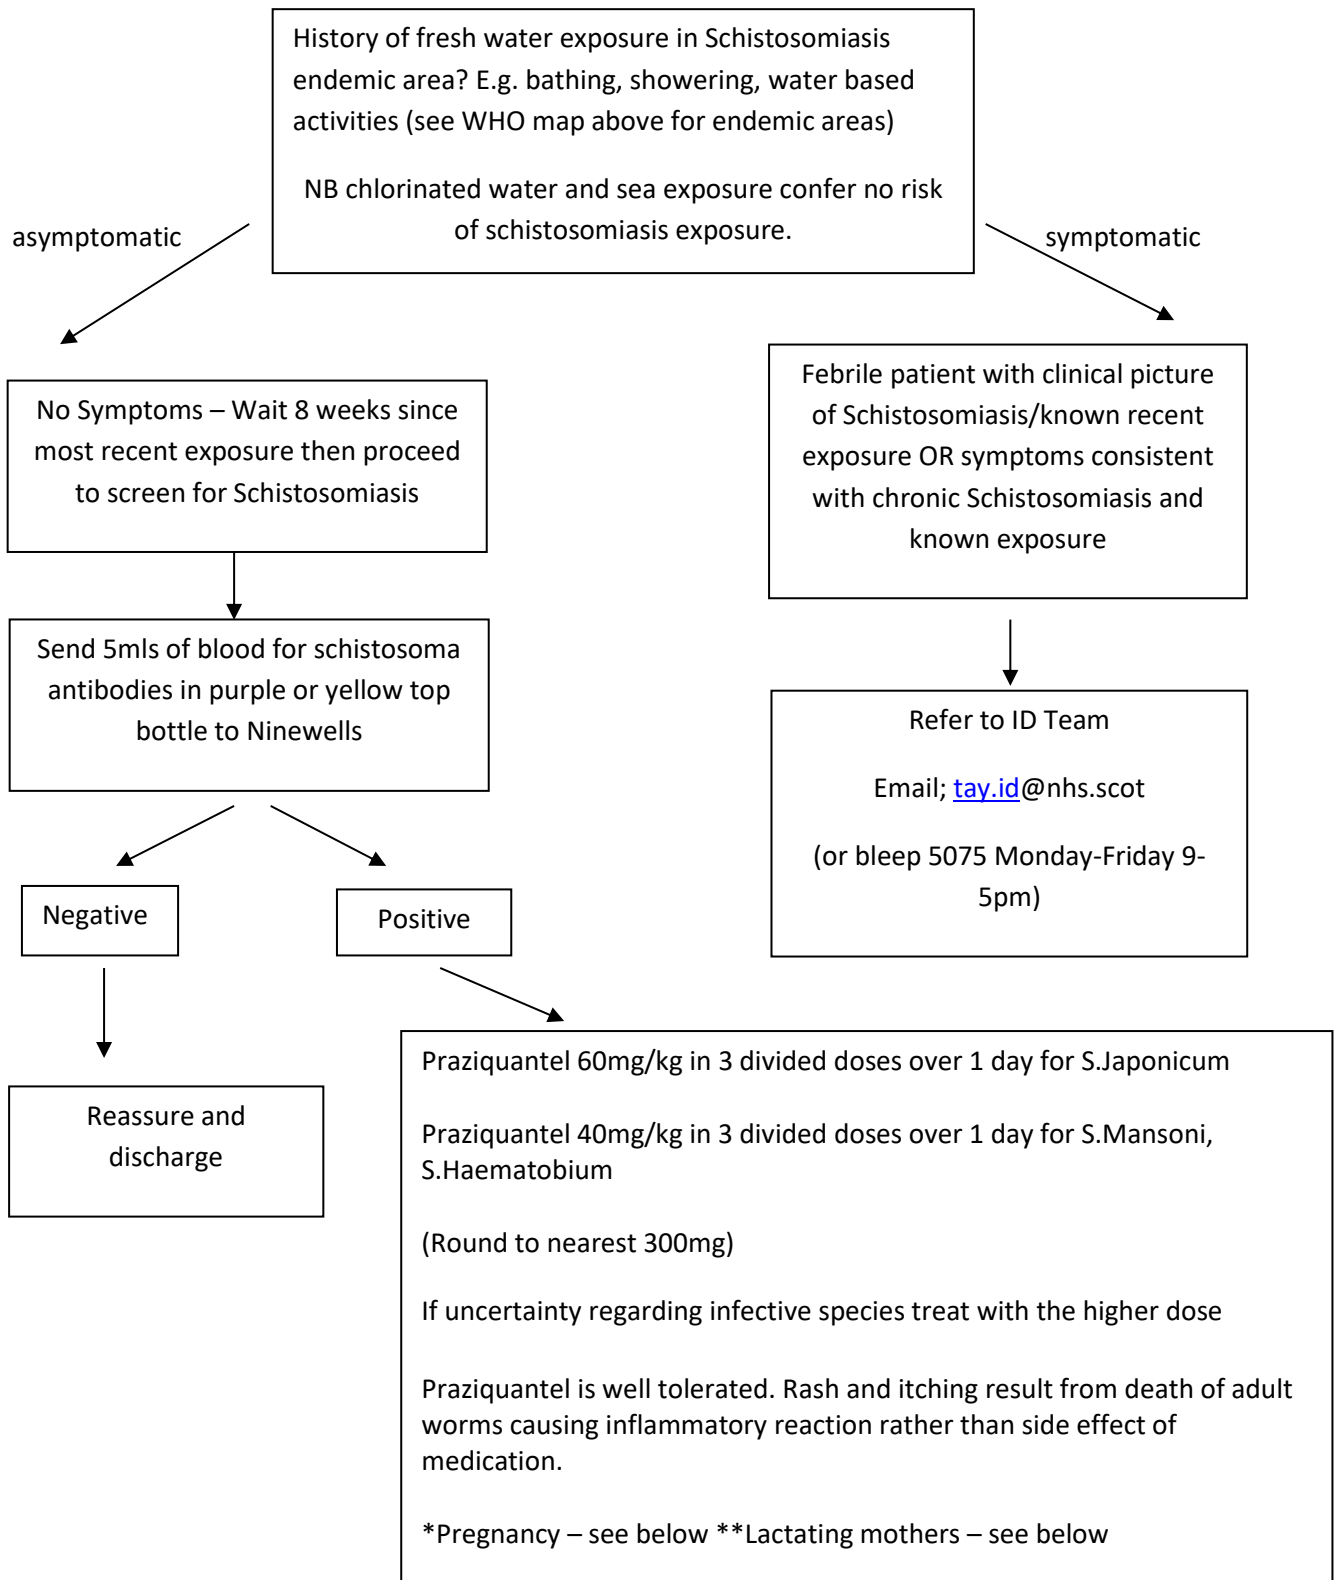 History of fresh water exposure in Schistosomiasis
endemic area? E.g. bathing, showering, water based
activities (see WHO map above for endemic areas)
NB chlorinated water and sea exposure confer no risk
of schistosomiasis exposure.
asymptomatic
symptomatic
No Symptoms – Wait 8 weeks since
most recent exposure then proceed
to screen for Schistosomiasis
Febrile patient with clinical picture
of Schistosomiasis/known recent
exposure OR symptoms consistent
with chronic Schistosomiasis and
known exposure
Send 5mls of blood for schistosoma
antibodies in purple or yellow top
bottle to Ninewells
Refer to ID Team
Email; tay.id@nhs.scot
(or bleep 5075 Monday-Friday 9-
5pm)
Negative
Positive
Reassure and
discharge
Praziquantel 60mg/kg in 3 divided doses over 1 day for S.Japonicum
Praziquantel 40mg/kg in 3 divided doses over 1 day for S.Mansoni,
S.Haematobium
(Round to nearest 300mg)
If uncertainty regarding infective species treat with the higher dose
Praziquantel is well tolerated. Rash and itching result from death of adult
worms causing inflammatory reaction rather than side effect of
medication.
*Pregnancy – see below **Lactating mothers – see below